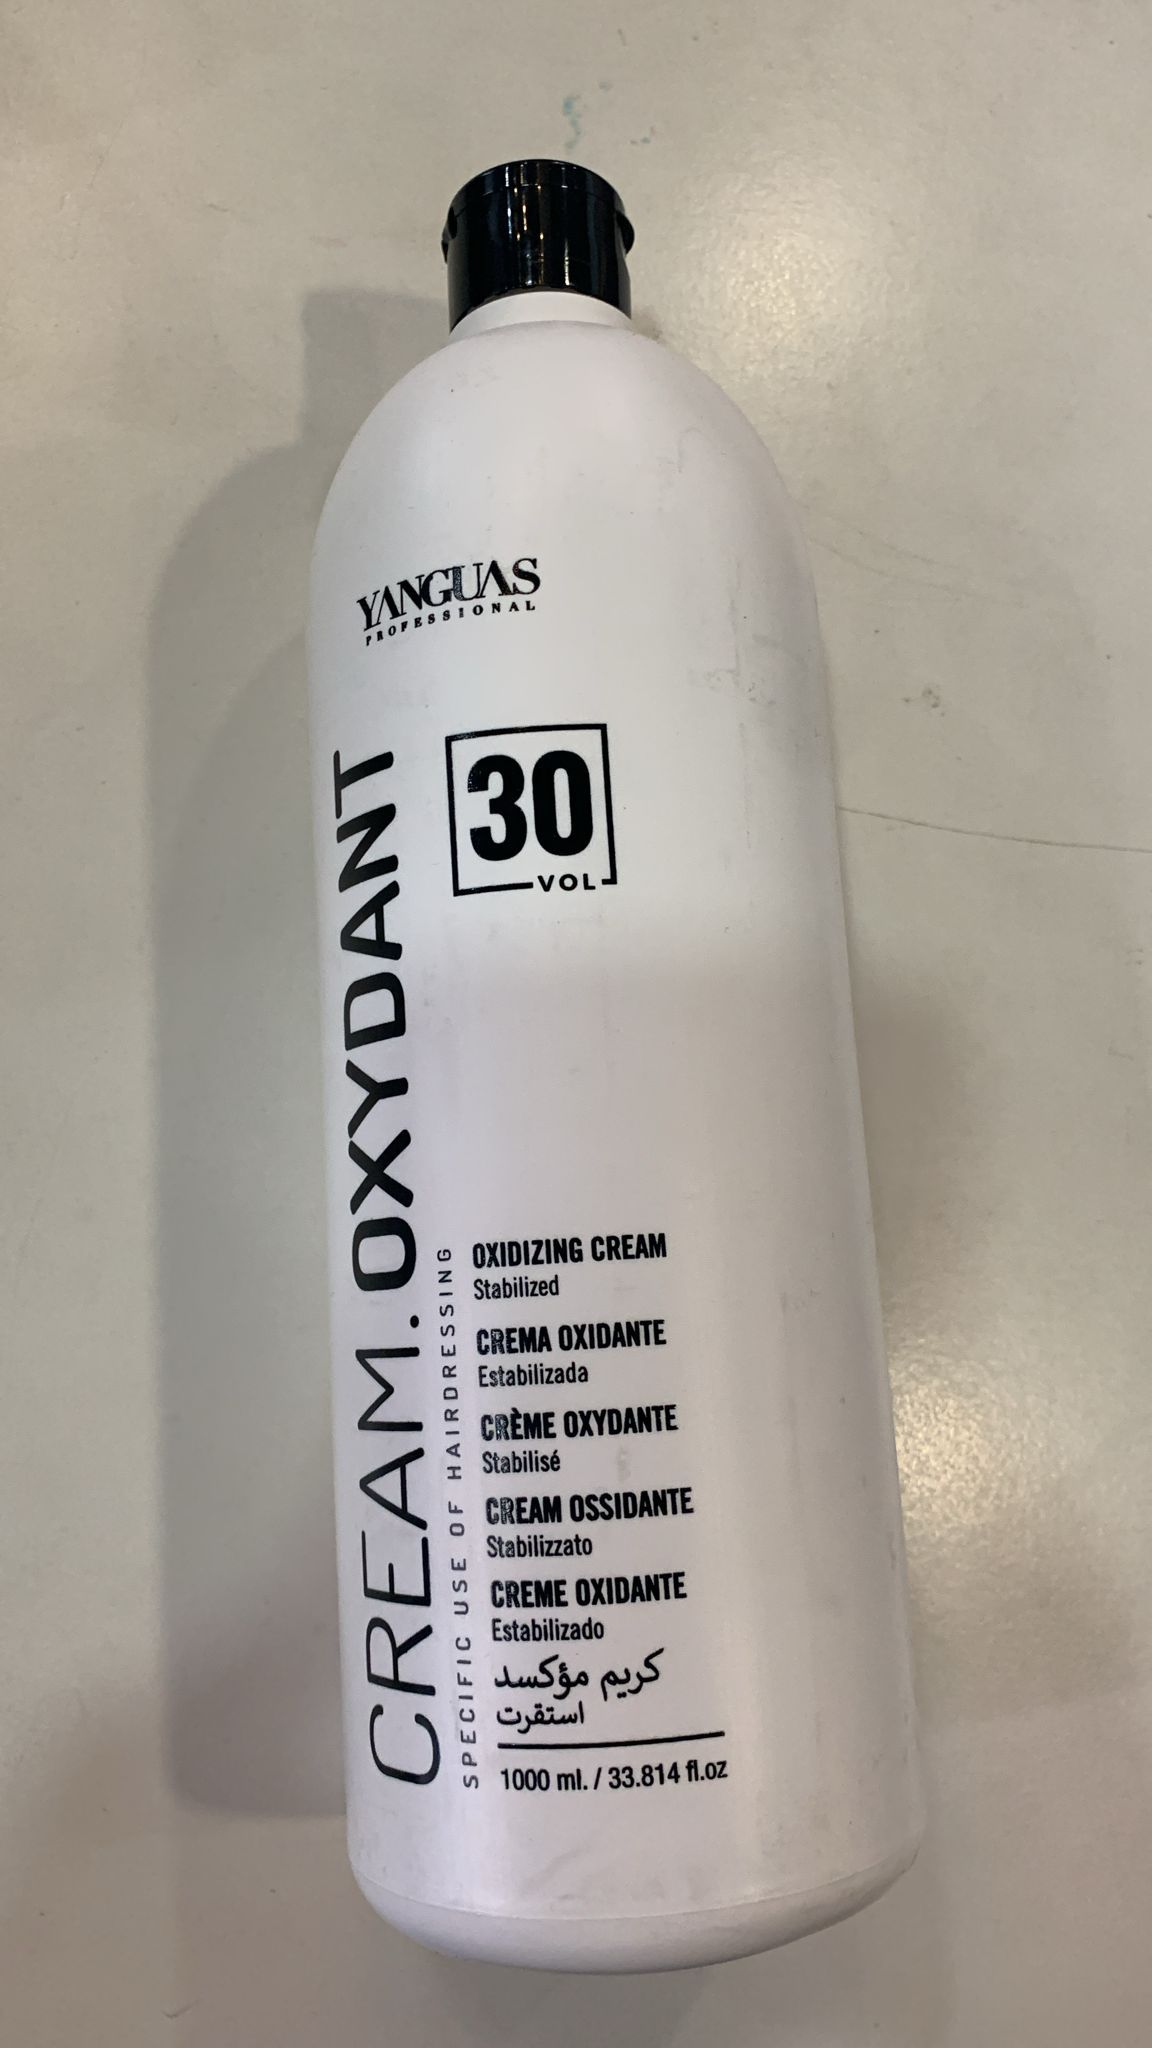 YANGUAS
PROFESSIONAL
30
VOL
CREAM.OXYDANT
SPECIFIC USE OF HAIRDRESSING
OXIDIZING CREAM
Stabilized
CREMA OXIDANTE
Estabilizada
CRÈME OXYDANTE
Stabilisé
CREAM OSSIDANTE
Stabilizzato
CREME OXIDANTE
Estabilizado
كريم مؤكسد
استقرت
1000 ml. / 33.814 fl.oz